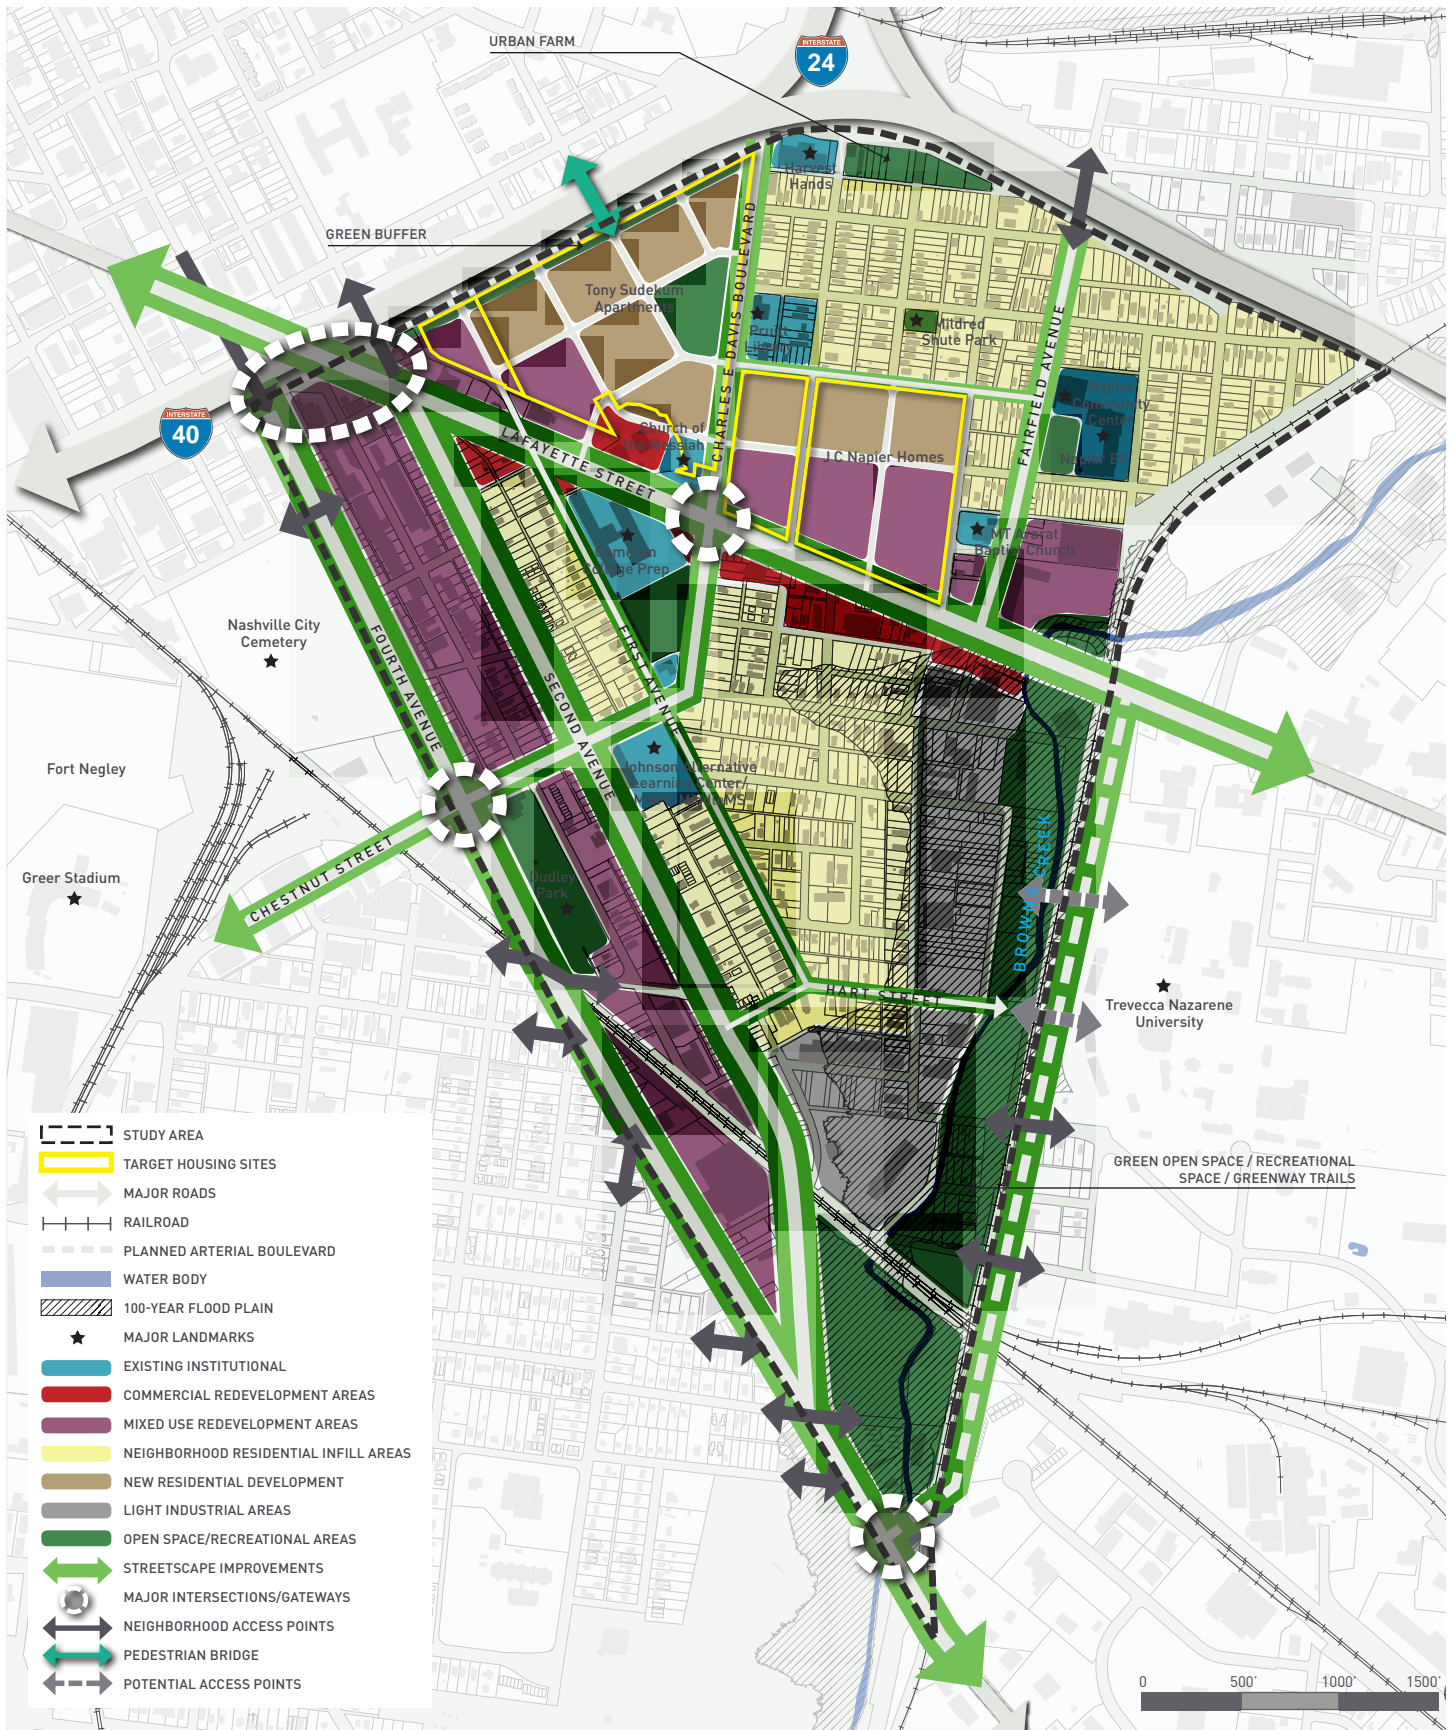 URBAN FARM
INTERSTATE
24
Harvest
Hands
GREEN BUFFER
Tony Sudekum
Apartments
CHARLES E DAVIS BOULEVARD
Pruitt
Library
Mildred
Shute Park
FAIRFIELD AVENUE
Napier
Community
Center
Napier ES
INTERSTATE
40
LAFAYETTE STREET
Church of
the Messiah
J C Napier Homes
MT Ararat
Baptist Church
Cameron
College Prep
Nashville City
Cemetery
FOURTH AVENUE
SECOND AVENUE
FIRST AVENUE
Fort Negley
Johnson Alternative
Learning Center/
CHESTNUT STREET
Greer Stadium
Dudley
Park
BROWNS CREEK
HART STREET
Trevecca Nazarene
University
GREEN OPEN SPACE / RECREATIONAL
SPACE / GREENWAY TRAILS
STUDY AREA
TARGET HOUSING SITES
MAJOR ROADS
RAILROAD
PLANNED ARTERIAL BOULEVARD
WATER BODY
100-YEAR FLOOD PLAIN
MAJOR LANDMARKS
EXISTING INSTITUTIONAL
COMMERCIAL REDEVELOPMENT AREAS
MIXED USE REDEVELOPMENT AREAS
NEIGHBORHOOD RESIDENTIAL INFILL AREAS
NEW RESIDENTIAL DEVELOPMENT
LIGHT INDUSTRIAL AREAS
OPEN SPACE/RECREATIONAL AREAS
STREETSCAPE IMPROVEMENTS
MAJOR INTERSECTIONS/GATEWAYS
NEIGHBORHOOD ACCESS POINTS
PEDESTRIAN BRIDGE
POTENTIAL ACCESS POINTS
0 500' 1000' 1500'